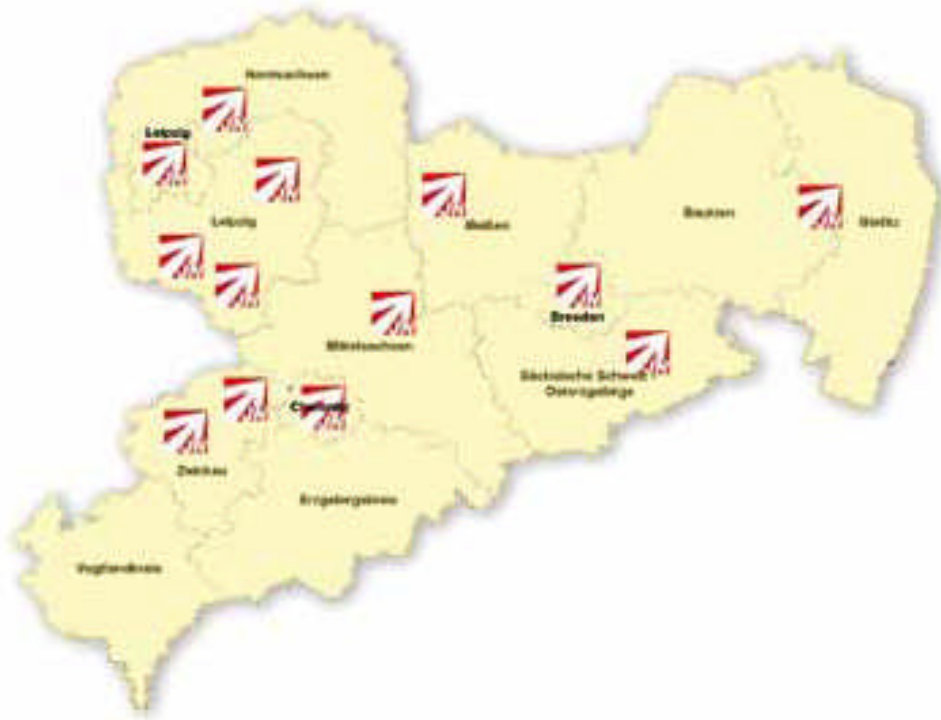 Nordsachsen
Leipzig
Leipzig
Meißen
Bautzen
Görlitz
Dresden
Mittelsachsen
Sächsische Schweiz -
Osterzgebirge
Chemnitz
Zwickau
Erzgebirgskreis
Vogtlandkreis